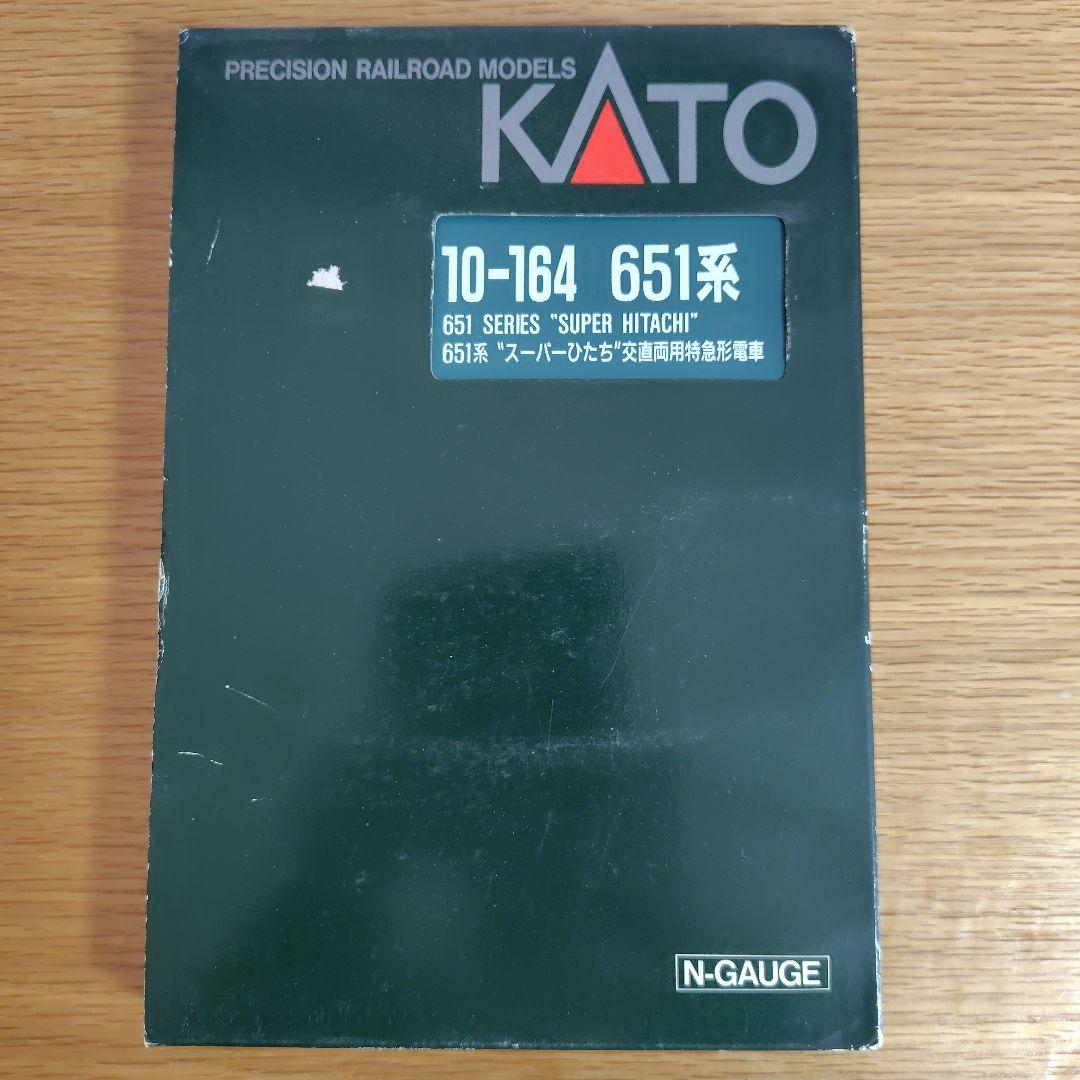 PRECISION RAILROAD MODELS
KATO
10-164 651系
651 SERIES "SUPER HITACHI"
651系 "スーパーひたち"交直両用特急形電車
N-GAUGE